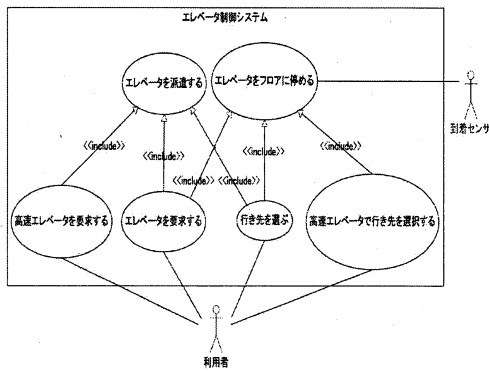 エレベータ制御システム
エレベータを派遣する
エレベータをフロアに停める
到着センサ
<<include>>
<<include>>
<<include>>
<<include>>
<<include>>
<<include>>
高速エレベータを要求する
エレベータを要求する
行き先を選ぶ
高速エレベータで行き先を選択する
利用者